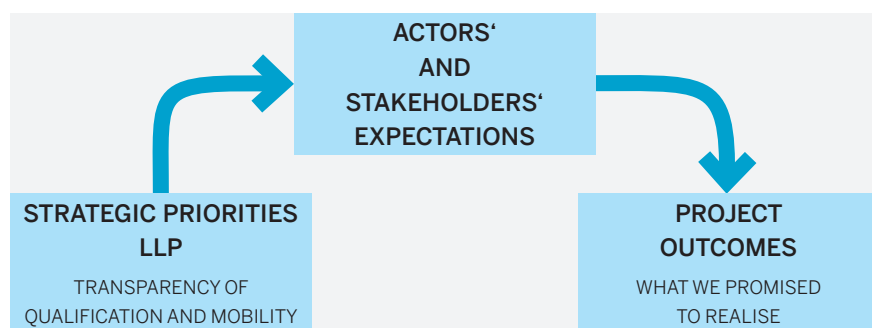 ACTORS‘
AND
STAKEHOLDERS‘
EXPECTATIONS
STRATEGIC PRIORITIES
LLP
TRANSPARENCY OF
QUALIFICATION AND MOBILITY
PROJECT
OUTCOMES
WHAT WE PROMISED
TO REALISE